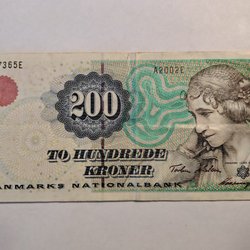 7365E A2002E
200
TO HUNDREDE
KRONER
ANMARKS NATIONALBANK